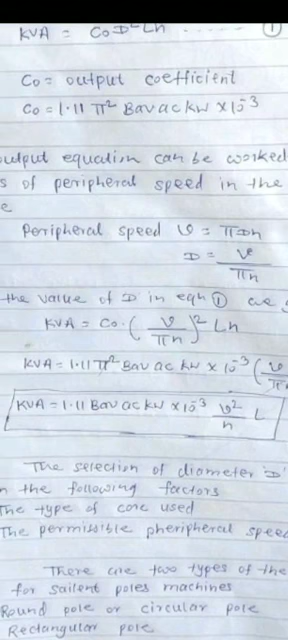 KVA = CoD²Ln ----- ①
Co = output coefficient
Co = 1.11 π² Bav ac kw × 10⁻³
output equation can be worked
s of peripheral speed in the
e
Peripheral speed v = πDn
D = v/πn
the value of D in eqn ① we
KVA = Co · (v/πn)² Ln
KVA = 1.11 π² Bav ac kw × 10⁻³ (v/πn
KVA = 1.11 Bav ac kw × 10⁻³ v²/n L
The selection of diameter 'D'
n the following factors
The type of core used
The permissible pheripheral speed
There are two types of the
for sailent poles machines
Round pole or circular pole
Rectangular pole